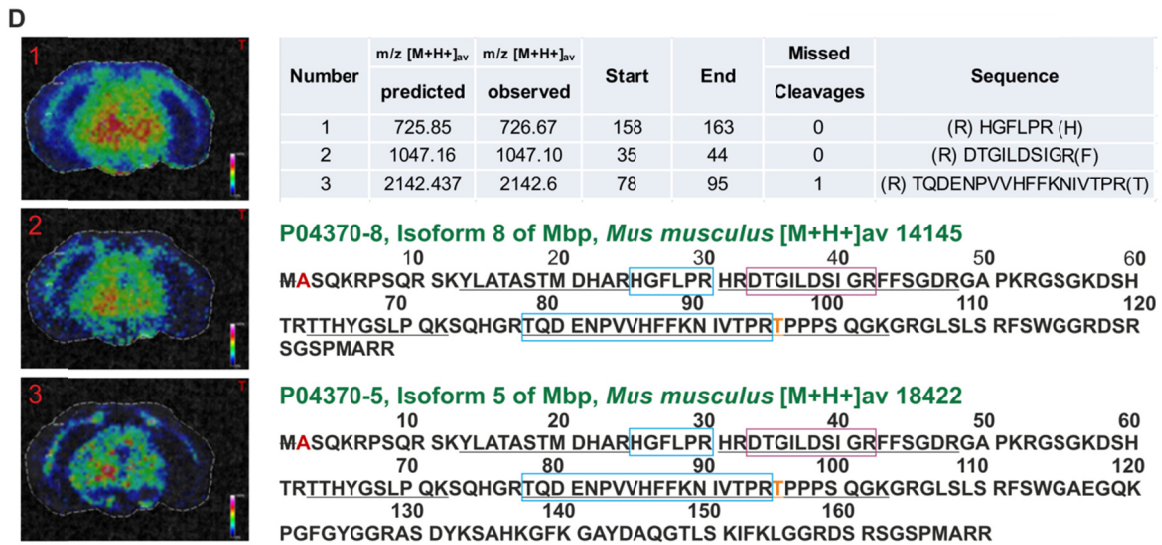 D
1 T
2 T
3 T
Number m/z [M+H+]av predicted m/z [M+H+]av observed Start End Missed Cleavages Sequence
1 725.85 726.67 158 163 0 (R) HGFLPR (H)
2 1047.16 1047.10 35 44 0 (R) DTGILDSIGR(F)
3 2142.437 2142.6 78 95 1 (R) TQDENPVVHFFKNIVTPR(T)
P04370-8, Isoform 8 of Mbp, Mus musculus [M+H+]av 14145
10 20 30 40 50 60
MASQKRPSQR SKYLATASTM DHARHGFLPR HRDTGILDSI GRFFSGDRGA PKRGSGKDSH
70 80 90 100 110 120
TRTTHYGSLP QKSQHGRTQD ENPVVHFFKN IVTPRTPPPS QGKGRGLSLS RFSWGGRDSR
SGSPMARR
P04370-5, Isoform 5 of Mbp, Mus musculus [M+H+]av 18422
10 20 30 40 50 60
MASQKRPSQR SKYLATASTM DHARHGFLPR HRDTGILDSI GRFFSGDRGA PKRGSGKDSH
70 80 90 100 110 120
TRTTHYGSLP QKSQHGRTQD ENPVVHFFKN IVTPRTPPPS QGKGRGLSLS RFSWGAEGQK
130 140 150 160
PGFGYGGRAS DYKSAHKGFK GAYDAQGTLS KIFKLGGRDS RSGSPMARR